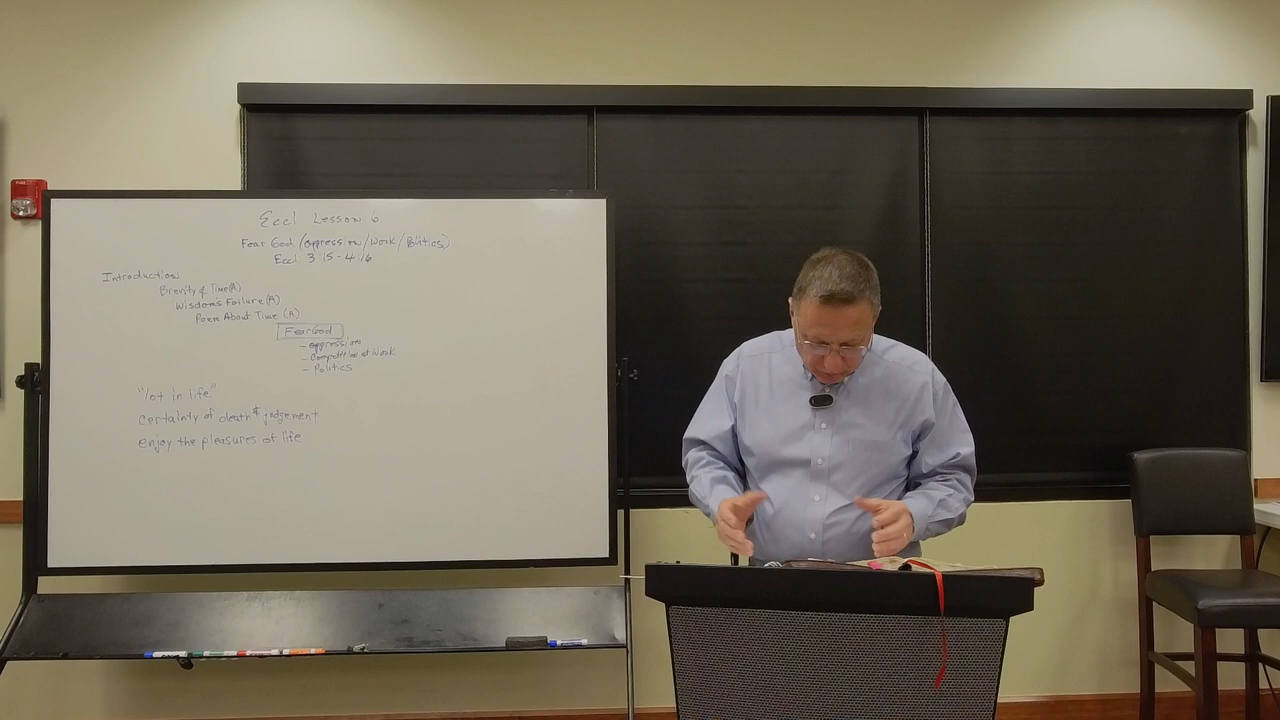 Eccl Lesson 6
Fear God (oppression/Work/Politics)
Eccl 3:15-4:16
Introduction
Brevity of Time (A)
Wisdoms Failure (A)
Poem About Time (A)
Fear God
- oppression
- Competition at Work
- Politics
"lot in life"
certainty of death & judgement
enjoy the pleasures of life
FIRE